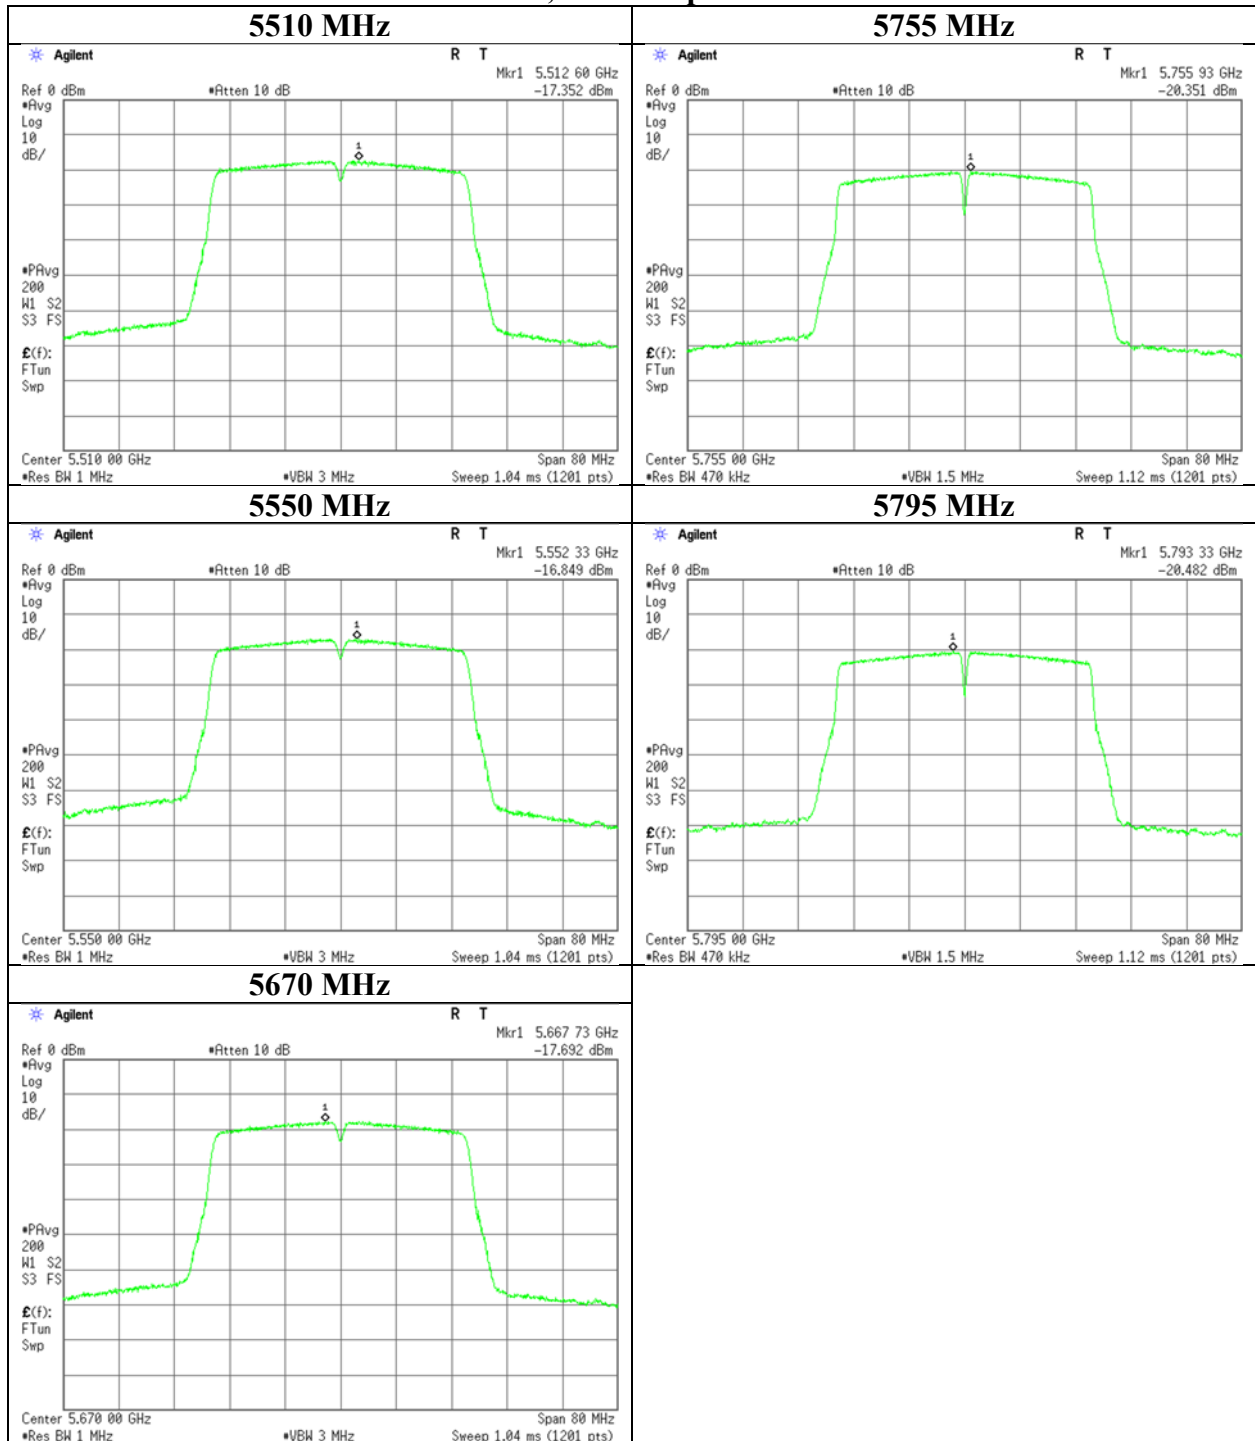 5510 MHz
Agilent R T
Mkr1 5.512 60 GHz
Ref 0 dBm *Atten 10 dB -17.352 dBm
*Avg
Log
10
dB/
1
*PAvg
200
W1 S2
S3 FS
£(f):
FTun
Swp
Center 5.510 00 GHz Span 80 MHz
*Res BW 1 MHz *VBW 3 MHz Sweep 1.04 ms (1201 pts)
5755 MHz
Agilent R T
Mkr1 5.755 93 GHz
Ref 0 dBm *Atten 10 dB -20.351 dBm
*Avg
Log
10
dB/
1
*PAvg
200
W1 S2
S3 FS
£(f):
FTun
Swp
Center 5.755 00 GHz Span 80 MHz
*Res BW 470 kHz *VBW 1.5 MHz Sweep 1.12 ms (1201 pts)
5550 MHz
Agilent R T
Mkr1 5.552 33 GHz
Ref 0 dBm *Atten 10 dB -16.849 dBm
*Avg
Log
10
dB/
1
*PAvg
200
W1 S2
S3 FS
£(f):
FTun
Swp
Center 5.550 00 GHz Span 80 MHz
*Res BW 1 MHz *VBW 3 MHz Sweep 1.04 ms (1201 pts)
5795 MHz
Agilent R T
Mkr1 5.793 33 GHz
Ref 0 dBm *Atten 10 dB -20.482 dBm
*Avg
Log
10
dB/
1
*PAvg
200
W1 S2
S3 FS
£(f):
FTun
Swp
Center 5.795 00 GHz Span 80 MHz
*Res BW 470 kHz *VBW 1.5 MHz Sweep 1.12 ms (1201 pts)
5670 MHz
Agilent R T
Mkr1 5.667 73 GHz
Ref 0 dBm *Atten 10 dB -17.692 dBm
*Avg
Log
10
dB/
1
*PAvg
200
W1 S2
S3 FS
£(f):
FTun
Swp
Center 5.670 00 GHz Span 80 MHz
*Res BW 1 MHz *VBW 3 MHz Sweep 1.04 ms (1201 pts)